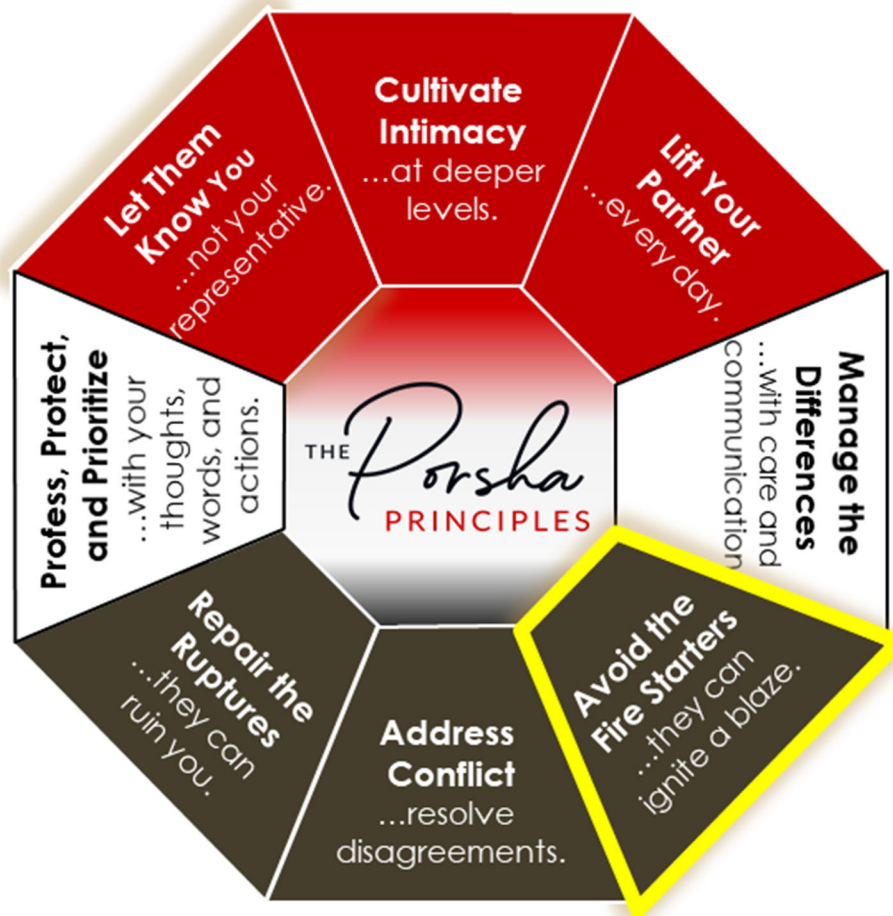 Cultivate
Intimacy
...at deeper
levels.
Lift Your
Partner
...every day.
Manage the
Differences
...with care and
communication
Avoid the
Fire Starters
...they can
ignite a blaze.
Address
Conflict
...resolve
disagreements.
Repair the
Ruptures
...they can
ruin you.
Profess, Protect,
and Prioritize
...with your
thoughts,
words, and
actions.
Let Them
Know You
...not your
representative.
THE Porsha
PRINCIPLES